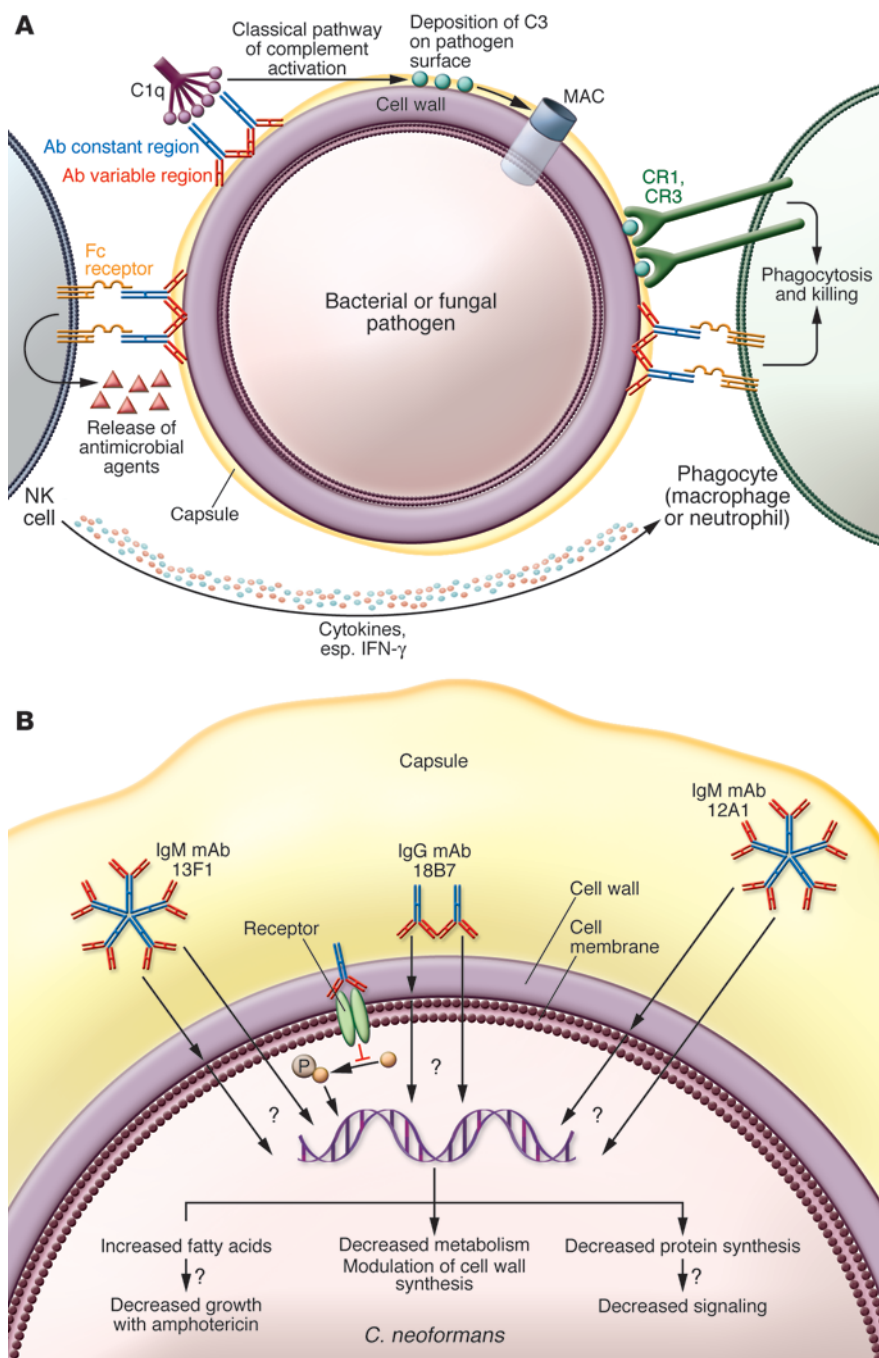 A
Classical pathway
of complement
activation
Deposition of C3
on pathogen
surface
C1q
MAC
Cell wall
Ab constant region
Ab variable region
CR1,
CR3
Fc
receptor
Phagocytosis
and killing
Bacterial or fungal
pathogen
Release of
antimicrobial
agents
NK
cell
Capsule
Phagocyte
(macrophage
or neutrophil)
Cytokines,
esp. IFN-γ
B
Capsule
IgM mAb
12A1
IgM mAb
13F1
IgG mAb
18B7
Cell wall
Receptor
Cell
membrane
P
?
?
?
Increased fatty acids
?
Decreased growth
with amphotericin
Decreased metabolism
Modulation of cell wall
synthesis
Decreased protein synthesis
?
Decreased signaling
C. neoformans